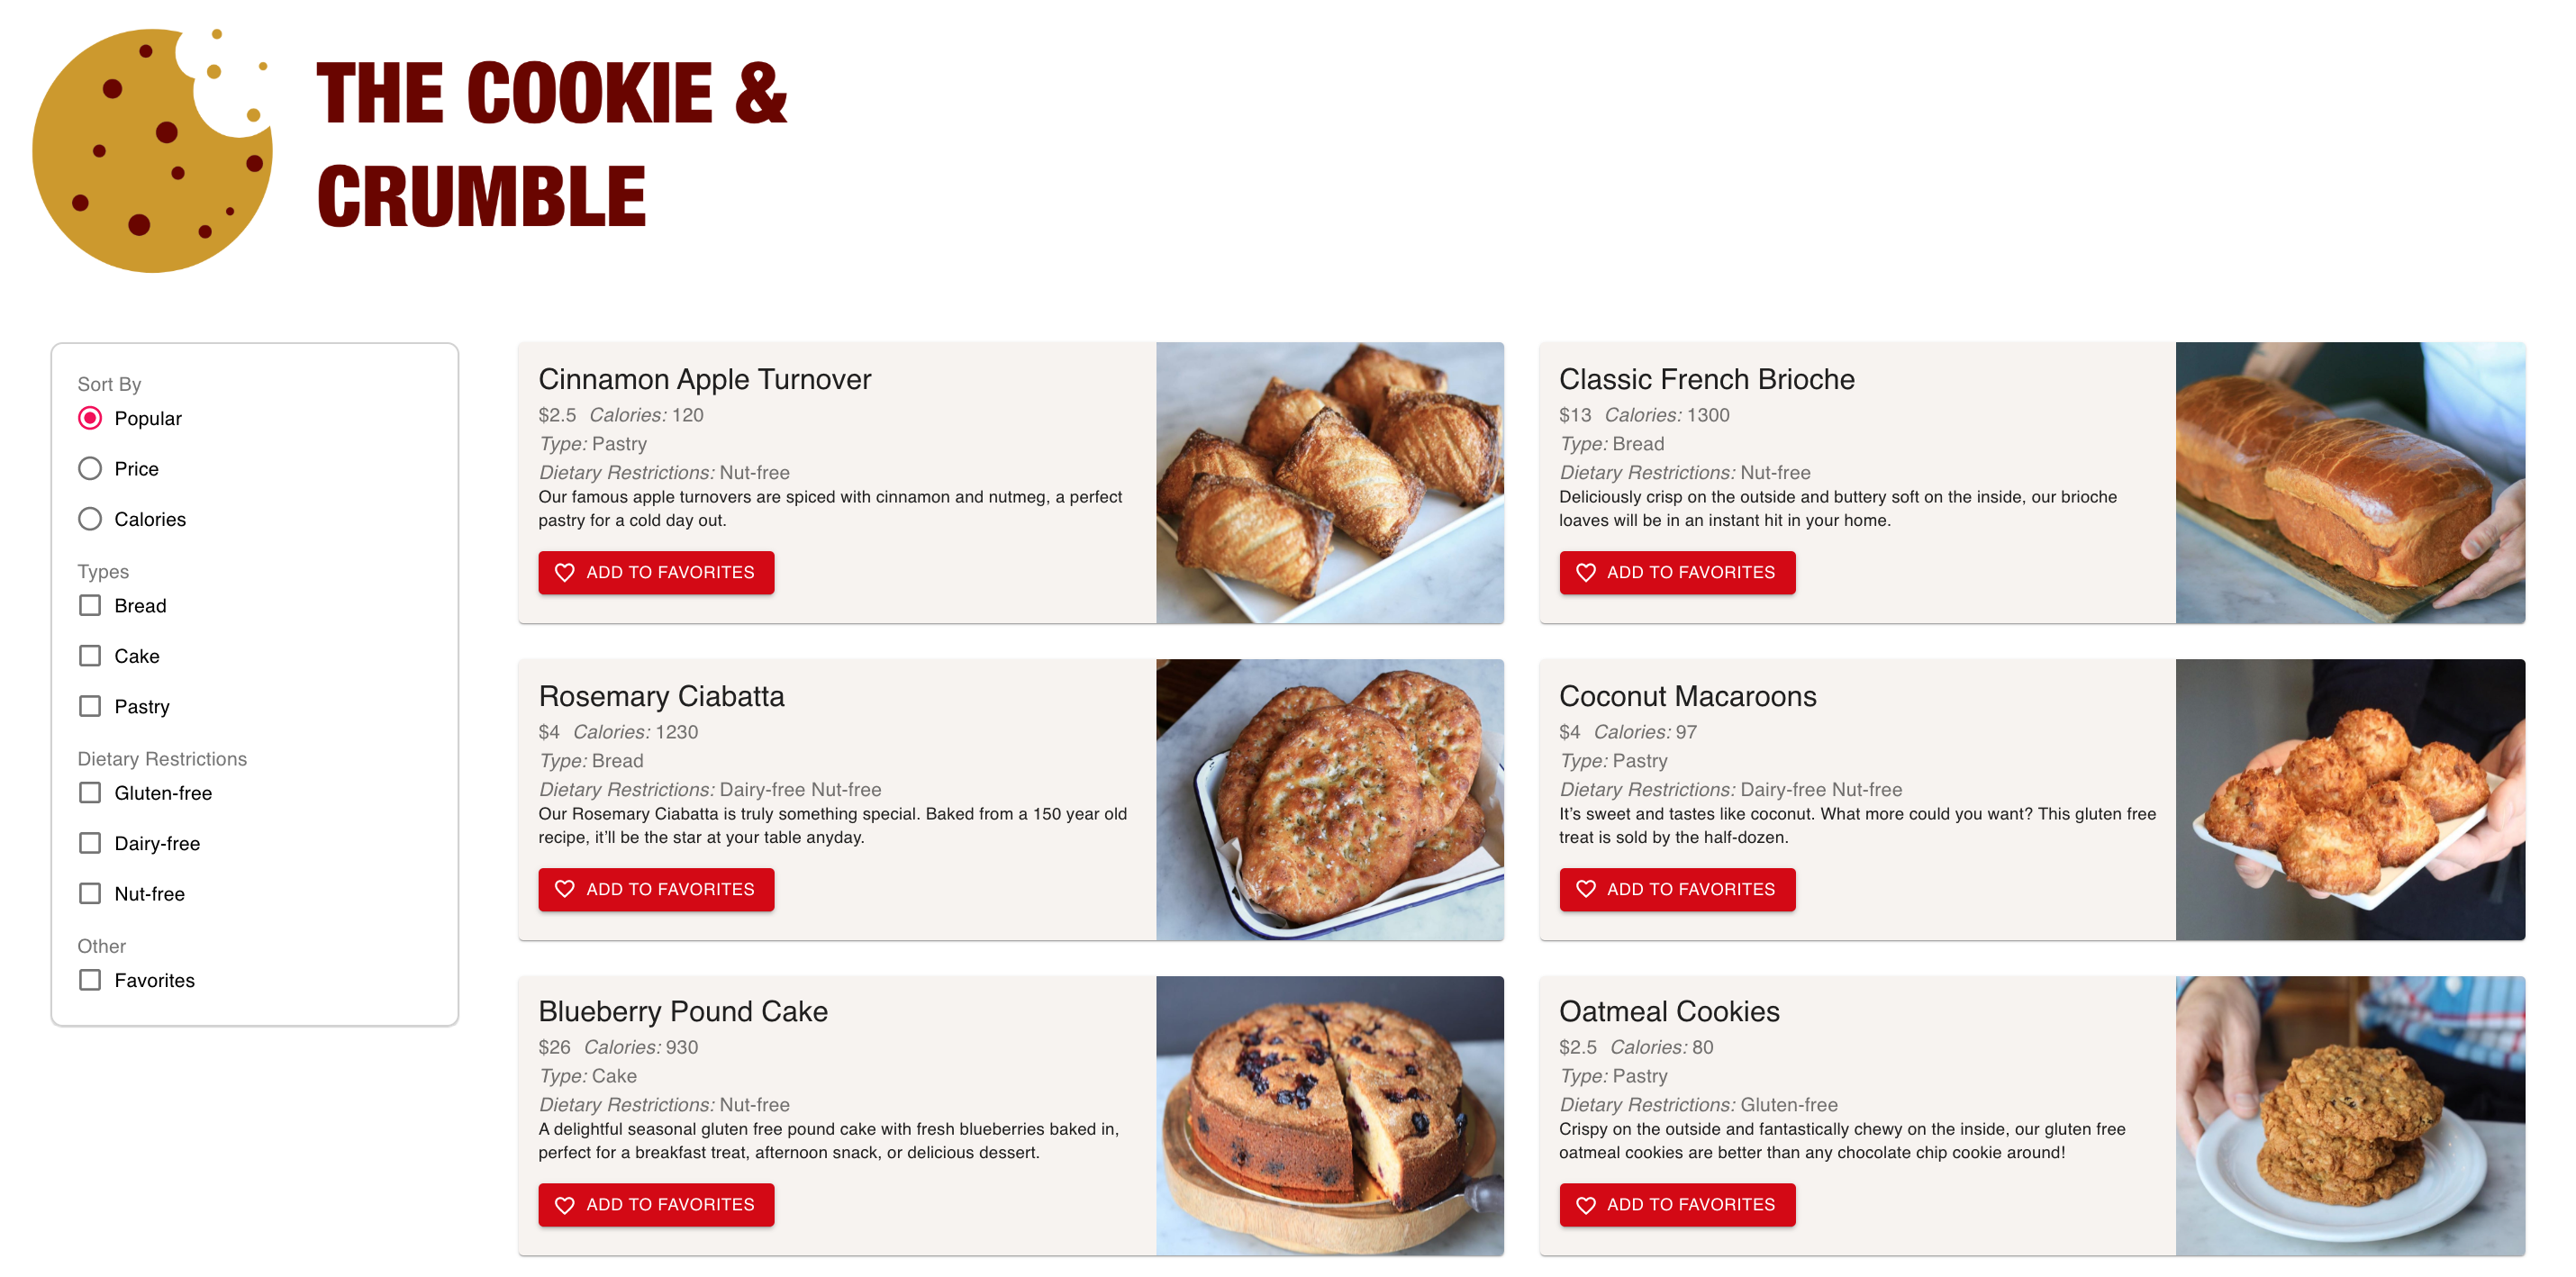 THE COOKIE &
CRUMBLE
Sort By
Popular
Price
Calories
Types
Bread
Cake
Pastry
Dietary Restrictions
Gluten-free
Dairy-free
Nut-free
Other
Favorites
Cinnamon Apple Turnover
$2.5 Calories: 120
Type: Pastry
Dietary Restrictions: Nut-free
Our famous apple turnovers are spiced with cinnamon and nutmeg, a perfect
pastry for a cold day out.
ADD TO FAVORITES
Classic French Brioche
$13 Calories: 1300
Type: Bread
Dietary Restrictions: Nut-free
Deliciously crisp on the outside and buttery soft on the inside, our brioche
loaves will be in an instant hit in your home.
ADD TO FAVORITES
Rosemary Ciabatta
$4 Calories: 1230
Type: Bread
Dietary Restrictions: Dairy-free Nut-free
Our Rosemary Ciabatta is truly something special. Baked from a 150 year old
recipe, it’ll be the star at your table anyday.
ADD TO FAVORITES
Coconut Macaroons
$4 Calories: 97
Type: Pastry
Dietary Restrictions: Dairy-free Nut-free
It’s sweet and tastes like coconut. What more could you want? This gluten free
treat is sold by the half-dozen.
ADD TO FAVORITES
Blueberry Pound Cake
$26 Calories: 930
Type: Cake
Dietary Restrictions: Nut-free
A delightful seasonal gluten free pound cake with fresh blueberries baked in,
perfect for a breakfast treat, afternoon snack, or delicious dessert.
ADD TO FAVORITES
Oatmeal Cookies
$2.5 Calories: 80
Type: Pastry
Dietary Restrictions: Gluten-free
Crispy on the outside and fantastically chewy on the inside, our gluten free
oatmeal cookies are better than any chocolate chip cookie around!
ADD TO FAVORITES